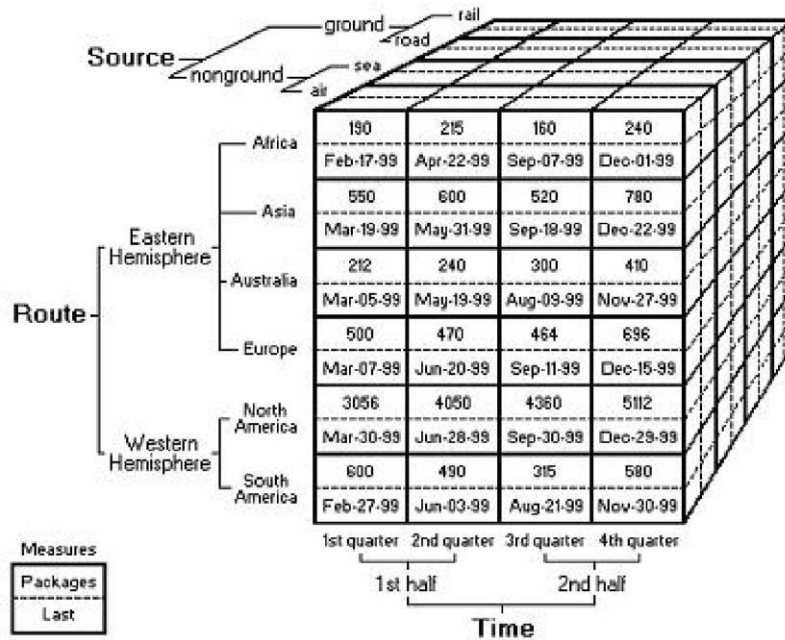 rail
ground
road
Source
sea
nonground
air
190 215 160 240
Africa
Feb-17-99 Apr-22-99 Sep-07-99 Dec-01-99
550 600 520 780
Asia
Mar-19-99 May-31-99 Sep-18-99 Dec-22-99
Eastern
Hemisphere
212 240 300 410
Australia
Mar-05-99 May-19-99 Aug-09-99 Nov-27-99
Route
500 470 464 696
Europe
Mar-07-99 Jun-20-99 Sep-11-99 Dec-15-99
3056 4050 4360 5112
North
America
Mar-30-99 Jun-28-99 Sep-30-99 Dec-29-99
Western
Hemisphere
600 490 315 580
South
America
Feb-27-99 Jun-03-99 Aug-21-99 Nov-30-99
1st quarter 2nd quarter 3rd quarter 4th quarter
Measures
Packages
Last
1st half 2nd half
Time